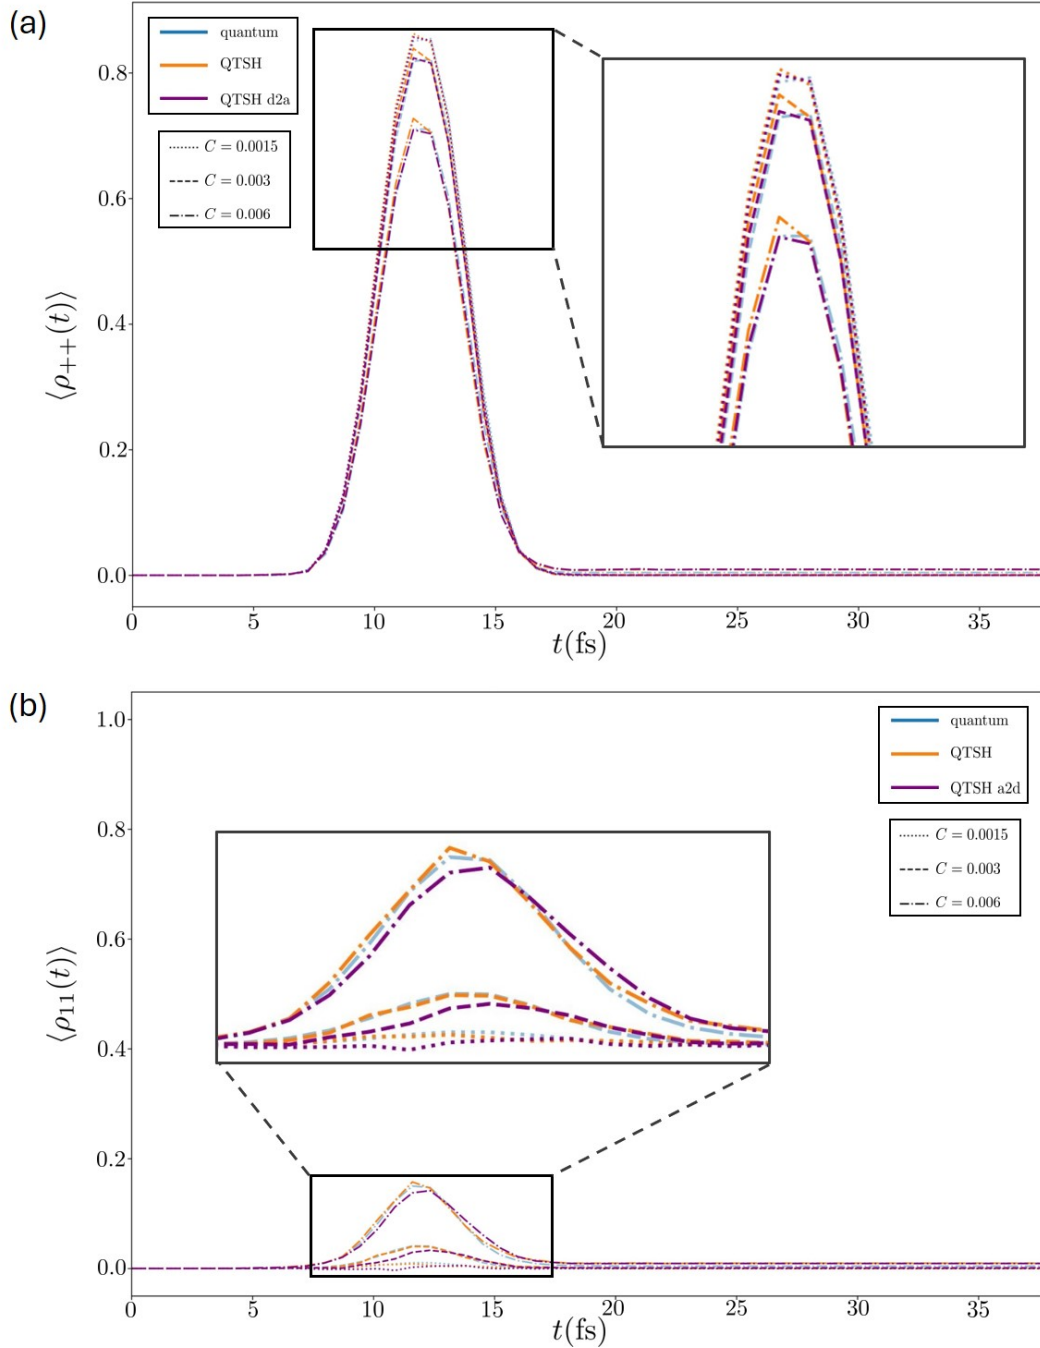 (a)
quantum
QTSH
QTSH d2a
C = 0.0015
C = 0.003
C = 0.006
0.8
0.6
0.4
0.2
0.0
⟨ρ₊₊(t)⟩
0 5 10 15 20 25 30 35
t(fs)
(b)
quantum
QTSH
QTSH a2d
C = 0.0015
C = 0.003
C = 0.006
1.0
0.8
0.6
0.4
0.2
0.0
⟨ρ₁₁(t)⟩
0 5 10 15 20 25 30 35
t(fs)